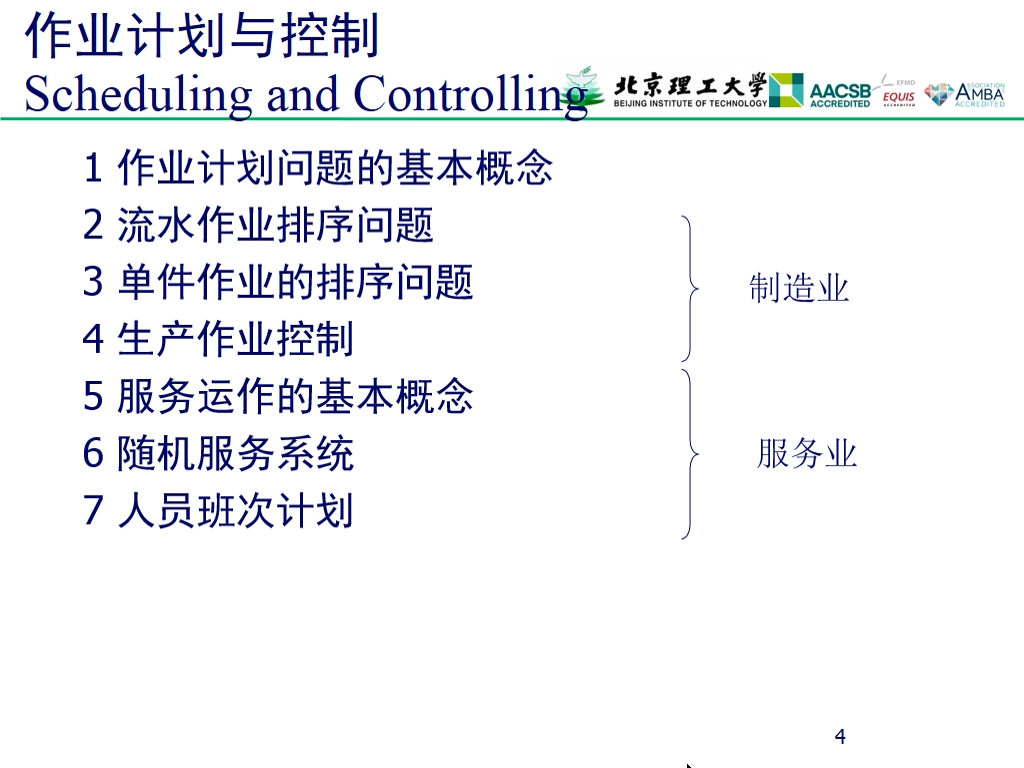 作业计划与控制
Scheduling and Controlling
北京理工大学
BEIJING INSTITUTE OF TECHNOLOGY
AACSB
ACCREDITED
EFMD
EQUIS
ACCREDITED
ASSOCIATION
AMBA
ACCREDITED
1 作业计划问题的基本概念
2 流水作业排序问题
3 单件作业的排序问题
制造业
4 生产作业控制
5 服务运作的基本概念
6 随机服务系统
服务业
7 人员班次计划
4